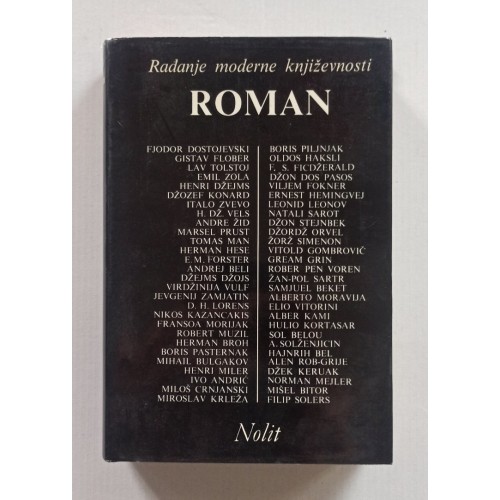 Rađanje moderne književnosti
ROMAN
FJODOR DOSTOJEVSKI
GISTAV FLOBER
LAV TOLSTOJ
EMIL ZOLA
HENRI DŽEJMS
DŽOZEF KONARD
ITALO ZVEVO
H. DŽ. VELS
ANDRE ŽID
MARSEL PRUST
TOMAS MAN
HERMAN HESE
E.M. FORSTER
ANDREJ BELI
DŽEJMS DŽOJS
VIRDŽINIJA VULF
JEVGENIJ ZAMJATIN
D. H. LORENS
NIKOS KAZANCAKIS
FRANSOA MORIJAK
ROBERT MUZIL
HERMAN BROH
BORIS PASTERNAK
MIHAIL BULGAKOV
HENRI MILER
IVO ANDRIĆ
MILOŠ CRNJANSKI
MIROSLAV KRLEŽA
BORIS PILJNJAK
OLDOS HAKSLI
F. S. FICDŽERALD
DŽON DOS PASOS
VILJEM FOKNER
ERNEST HEMINGVEJ
LEONID LEONOV
NATALI SAROT
DŽON STEJNBEK
DŽORDŽ ORVEL
ŽORŽ SIMENON
VITOLD GOMBROVIĆ
GREAM GRIN
ROBER PEN VOREN
ŽAN-POL SARTR
SAMJUEL BEKET
ALBERTO MORAVIJA
ELIO VITORINI
ALBER KAMI
HULIO KORTASAR
SOL BELOU
A.SOLŽENJICIN
HAJNRIH BEL
ALEN ROB-GRIJE
DŽEK KERUAK
NORMAN MEJLER
MIŠEL BITOR
FILIP SOLERS
Nolit